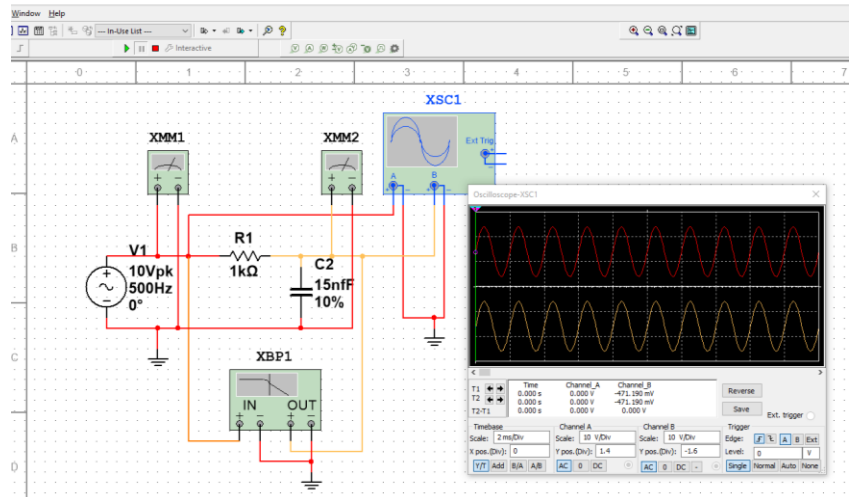 Window Help
--- In-Use List ---
Interactive
0 1 2 3 4 5 6 7
XSC1
A
XMM1
XMM2
Ext Trig
A B
B
V1
10Vpk
500Hz
0°
R1
1kΩ
C2
15nfF
10%
C
XBP1
IN OUT
D
Oscilloscope-XSC1
Time Channel_A Channel_B
T1 0.000 s 0.000 V -471.190 mV
T2 0.000 s 0.000 V -471.190 mV
T2-T1 0.000 s 0.000 V 0.000 V
Reverse
Save
Ext. trigger
Timebase Channel A Channel B Trigger
Scale: 2 ms/Div Scale: 10 V/Div Scale: 10 V/Div Edge: A B Ext
X pos.(Div): 0 Y pos.(Div): 1.4 Y pos.(Div): -1.6 Level: 0 V
Y/T Add B/A A/B AC 0 DC AC 0 DC - Single Normal Auto None